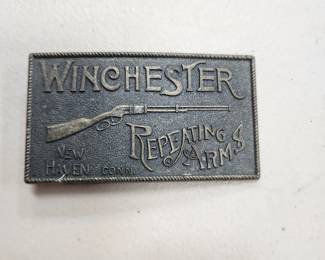 WINCHESTER
REPEATING
ARMS
NEW
HAVEN CONN.